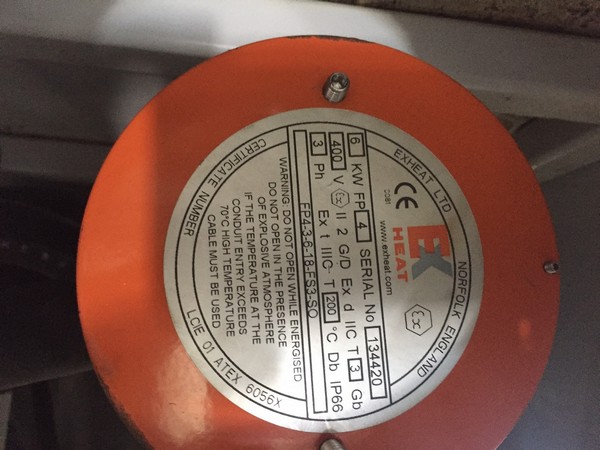 EXHEAT LTD NORFOLK ENGLAND
EX
HEAT
CE
0081
www.exheat.com
Ex
6 KW FP 4 SERIAL No 134420
400 V Ex II 2 G/D Ex d IIC T 3 Gb
3 Ph Ex t IIIC T 200 °C Db IP66
FP4-3-6-18-FS3-SO
WARNING: DO NOT OPEN WHILE ENERGISED
DO NOT OPEN IN THE PRESENCE
OF EXPLOSIVE ATMOSPHERE
IF THE TEMPERATURE AT THE
CONDUIT ENTRY EXCEEDS
70°C HIGH TEMPERATURE
CABLE MUST BE USED
CERTIFICATE NUMBER LCIE 01 ATEX 6056X